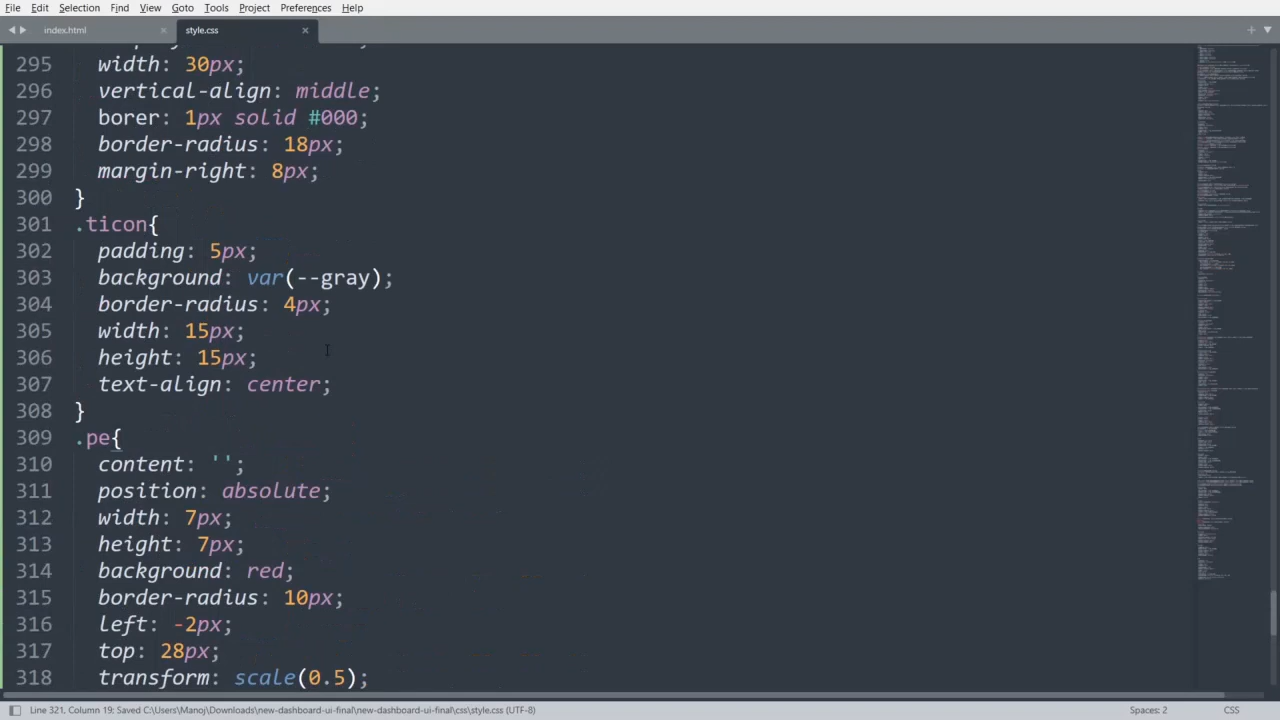 File Edit Selection Find View Goto Tools Project Preferences Help
index.html × style.css ×
295 width: 30px;
296 vertical-align: middle;
297 borer: 1px solid #000;
298 border-radius: 18px;
299 margin-right: 8px;
300 }
301 .ticon{
302 padding: 5px;
303 background: var(--gray);
304 border-radius: 4px;
305 width: 15px;
306 height: 15px;
307 text-align: center;
308 }
309 .pe{
310 content: '';
311 position: absolute;
312 width: 7px;
313 height: 7px;
314 background: red;
315 border-radius: 10px;
316 left: -2px;
317 top: 28px;
318 transform: scale(0.5);
Line 321, Column 19; Saved C:\Users\Manoj\Downloads\new-dashboard-ui-final\new-dashboard-ui-final\css\style.css (UTF-8) Spaces: 2 CSS